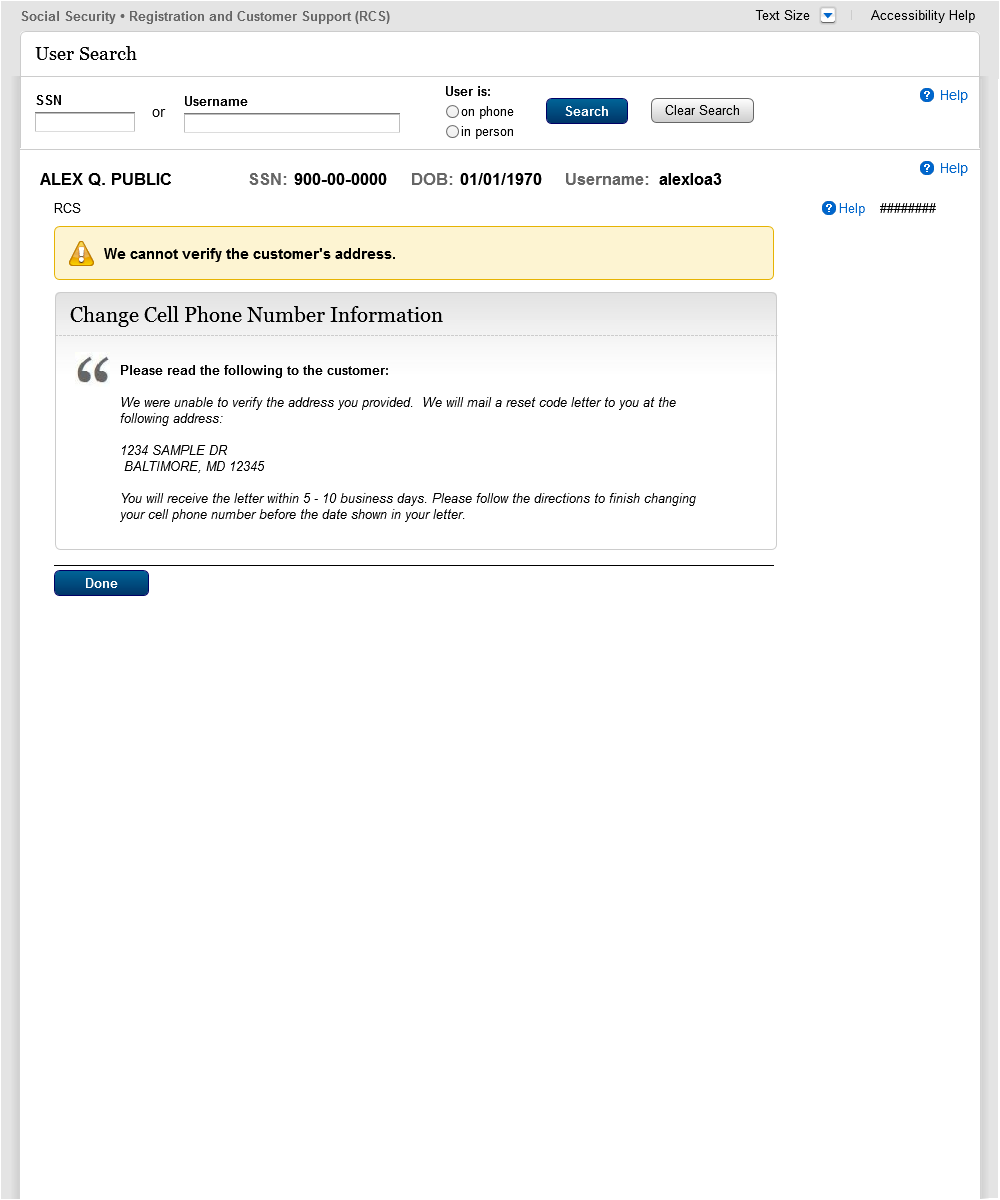 Social Security • Registration and Customer Support (RCS)
Text Size
Accessibility Help
User Search
SSN
or
Username
User is:
on phone
in person
Search
Clear Search
? Help
ALEX Q. PUBLIC SSN: 900-00-0000 DOB: 01/01/1970 Username: alexloa3
? Help
RCS
? Help
########
We cannot verify the customer's address.
Change Cell Phone Number Information
“ Please read the following to the customer:
We were unable to verify the address you provided. We will mail a reset code letter to you at the
following address:
1234 SAMPLE DR
BALTIMORE, MD 12345
You will receive the letter within 5 - 10 business days. Please follow the directions to finish changing
your cell phone number before the date shown in your letter.
Done